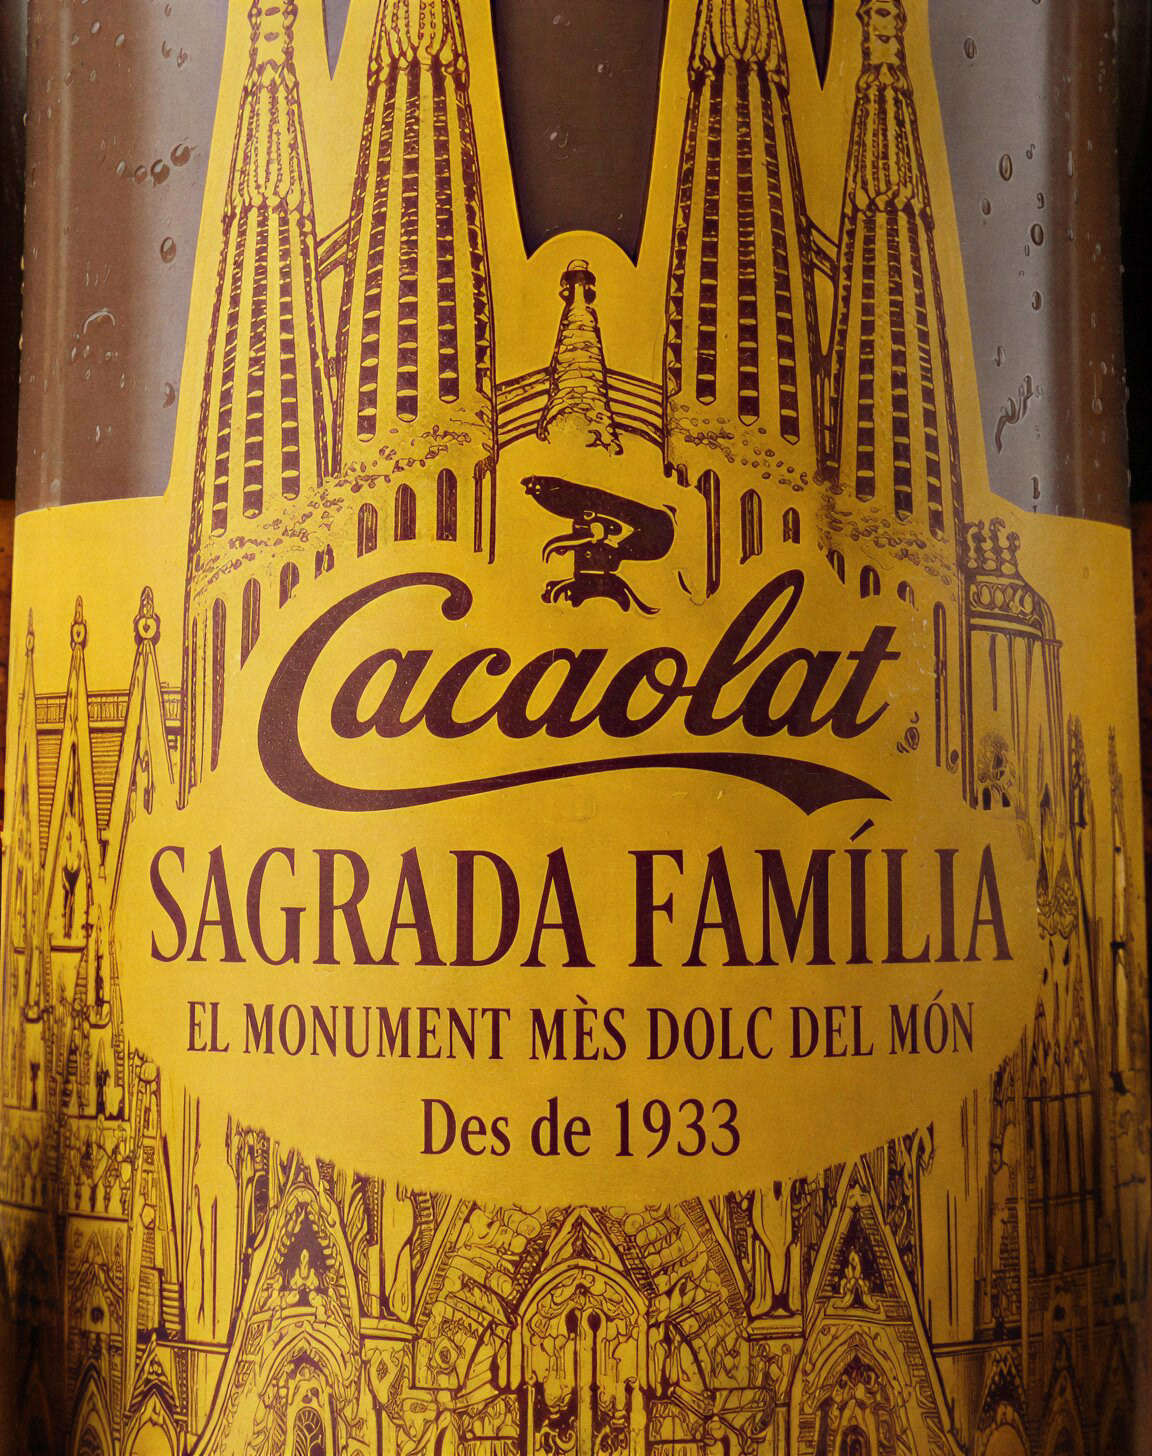 Cacaolat
SAGRADA FAMÍLIA
EL MONUMENT MÈS DOLC DEL MÓN
Des de 1933